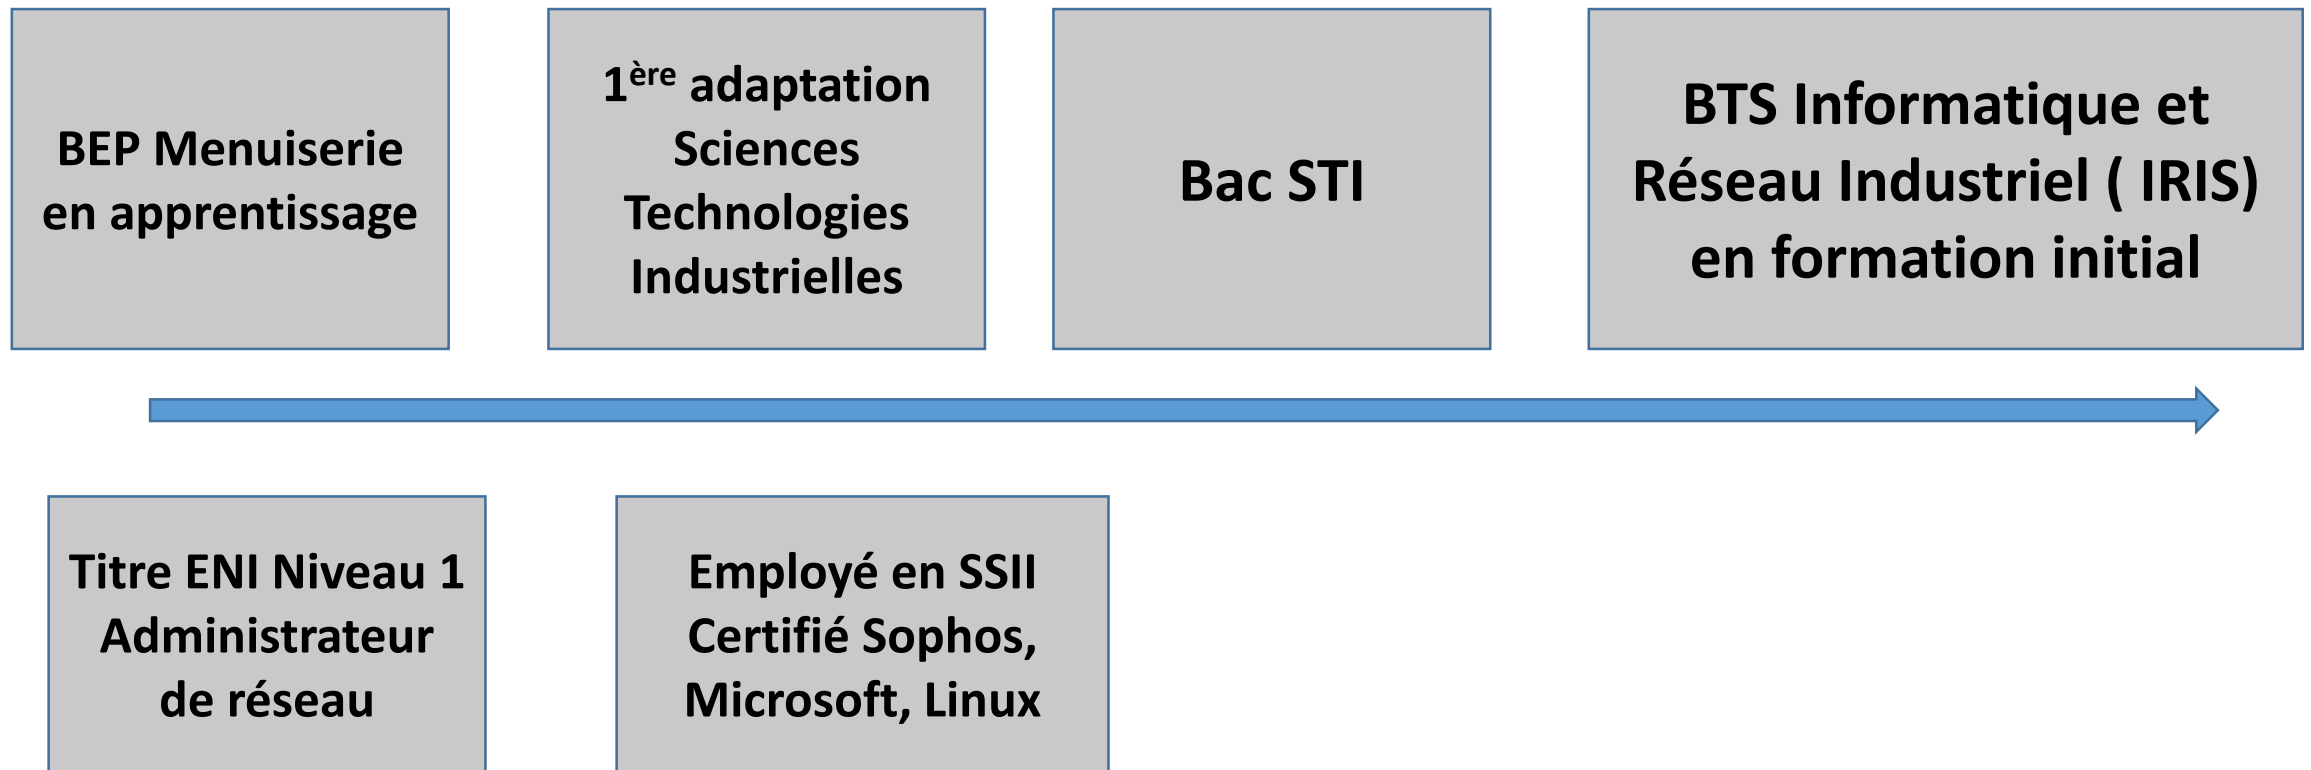 BEP Menuiserie
en apprentissage
1ère adaptation
Sciences
Technologies
Industrielles
Bac STI
BTS Informatique et
Réseau Industriel ( IRIS)
en formation initial
Titre ENI Niveau 1
Administrateur
de réseau
Employé en SSII
Certifié Sophos,
Microsoft, Linux